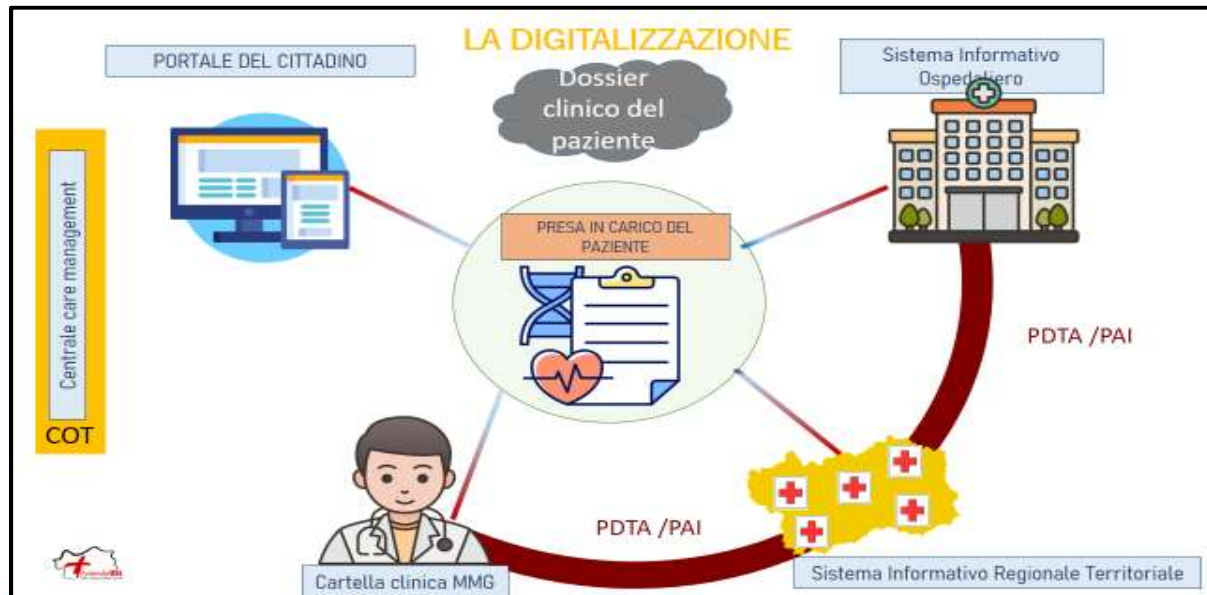 LA DIGITALIZZAZIONE
PORTALE DEL CITTADINO
Dossier
clinico del
paziente
Sistema Informativo
Ospedaliero
Centrale care management
COT
PRESA IN CARICO DEL
PAZIENTE
PDTA /PAI
PDTA /PAI
Cartella clinica MMG
Sistema Informativo Regionale Territoriale